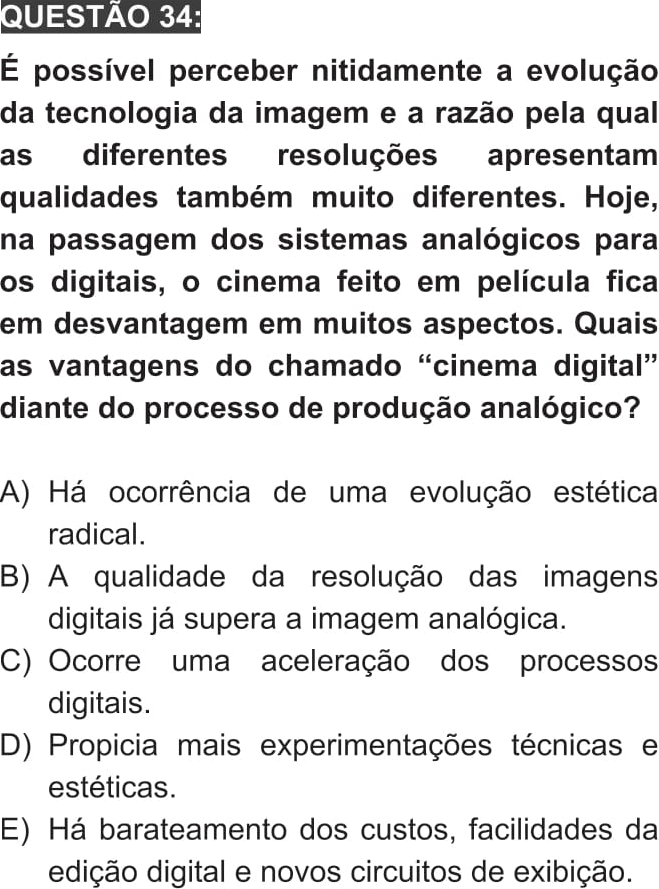 QUESTÃO 34:
É possível perceber nitidamente a evolução
da tecnologia da imagem e a razão pela qual
as diferentes resoluções apresentam
qualidades também muito diferentes. Hoje,
na passagem dos sistemas analógicos para
os digitais, o cinema feito em película fica
em desvantagem em muitos aspectos. Quais
as vantagens do chamado “cinema digital”
diante do processo de produção analógico?
A) Há ocorrência de uma evolução estética
radical.
B) A qualidade da resolução das imagens
digitais já supera a imagem analógica.
C) Ocorre uma aceleração dos processos
digitais.
D) Propicia mais experimentações técnicas e
estéticas.
E) Há barateamento dos custos, facilidades da
edição digital e novos circuitos de exibição.